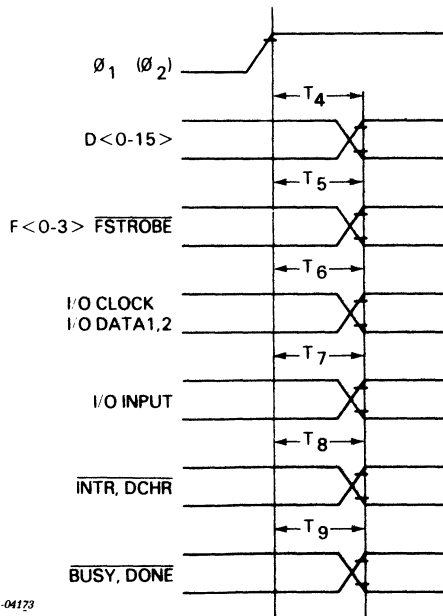 Ø1 (Ø2)
T4
D<0-15>
T5
F<0-3> FSTROBE
T6
I/O CLOCK
I/O DATA1,2
T7
I/O INPUT
T8
INTR, DCHR
T9
BUSY, DONE
-04173